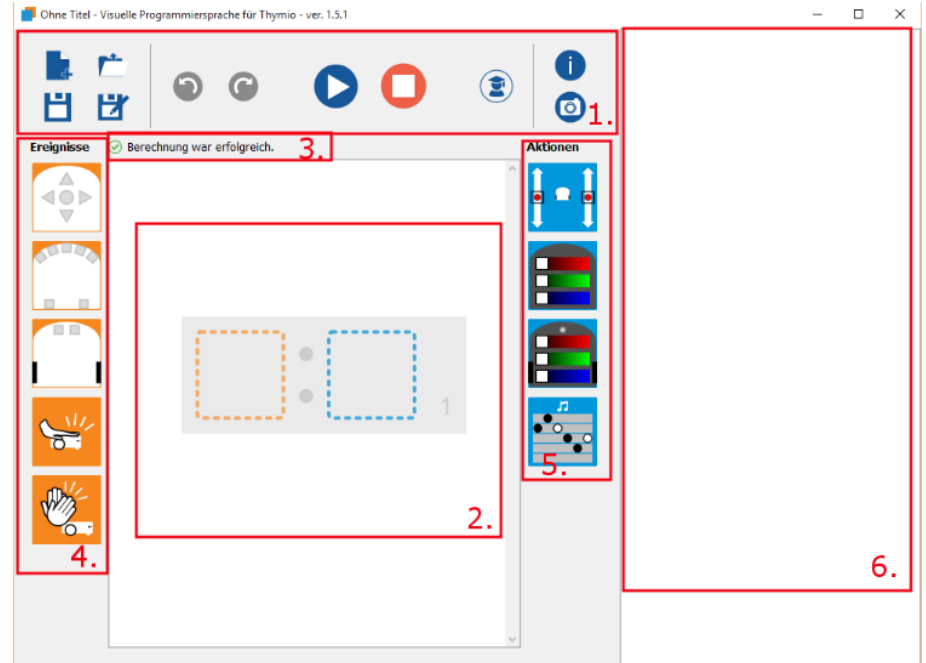 Ohne Titel - Visuelle Programmiersprache für Thymio - ver. 1.5.1
i
1.
Ereignisse
Berechnung war erfolgreich.
3.
Aktionen
1
2.
4.
5.
6.